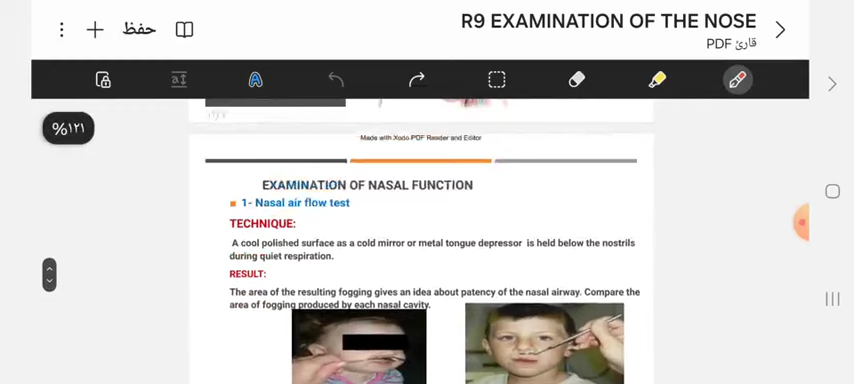 R9 EXAMINATION OF THE NOSE
قارئ PDF
حفظ
%١٢١
Made with Xodo PDF Reader and Editor
EXAMINATION OF NASAL FUNCTION
1- Nasal air flow test
TECHNIQUE:
A cool polished surface as a cold mirror or metal tongue depressor is held below the nostrils
during quiet respiration.
RESULT:
The area of the resulting fogging gives an idea about patency of the nasal airway. Compare the
area of fogging produced by each nasal cavity.